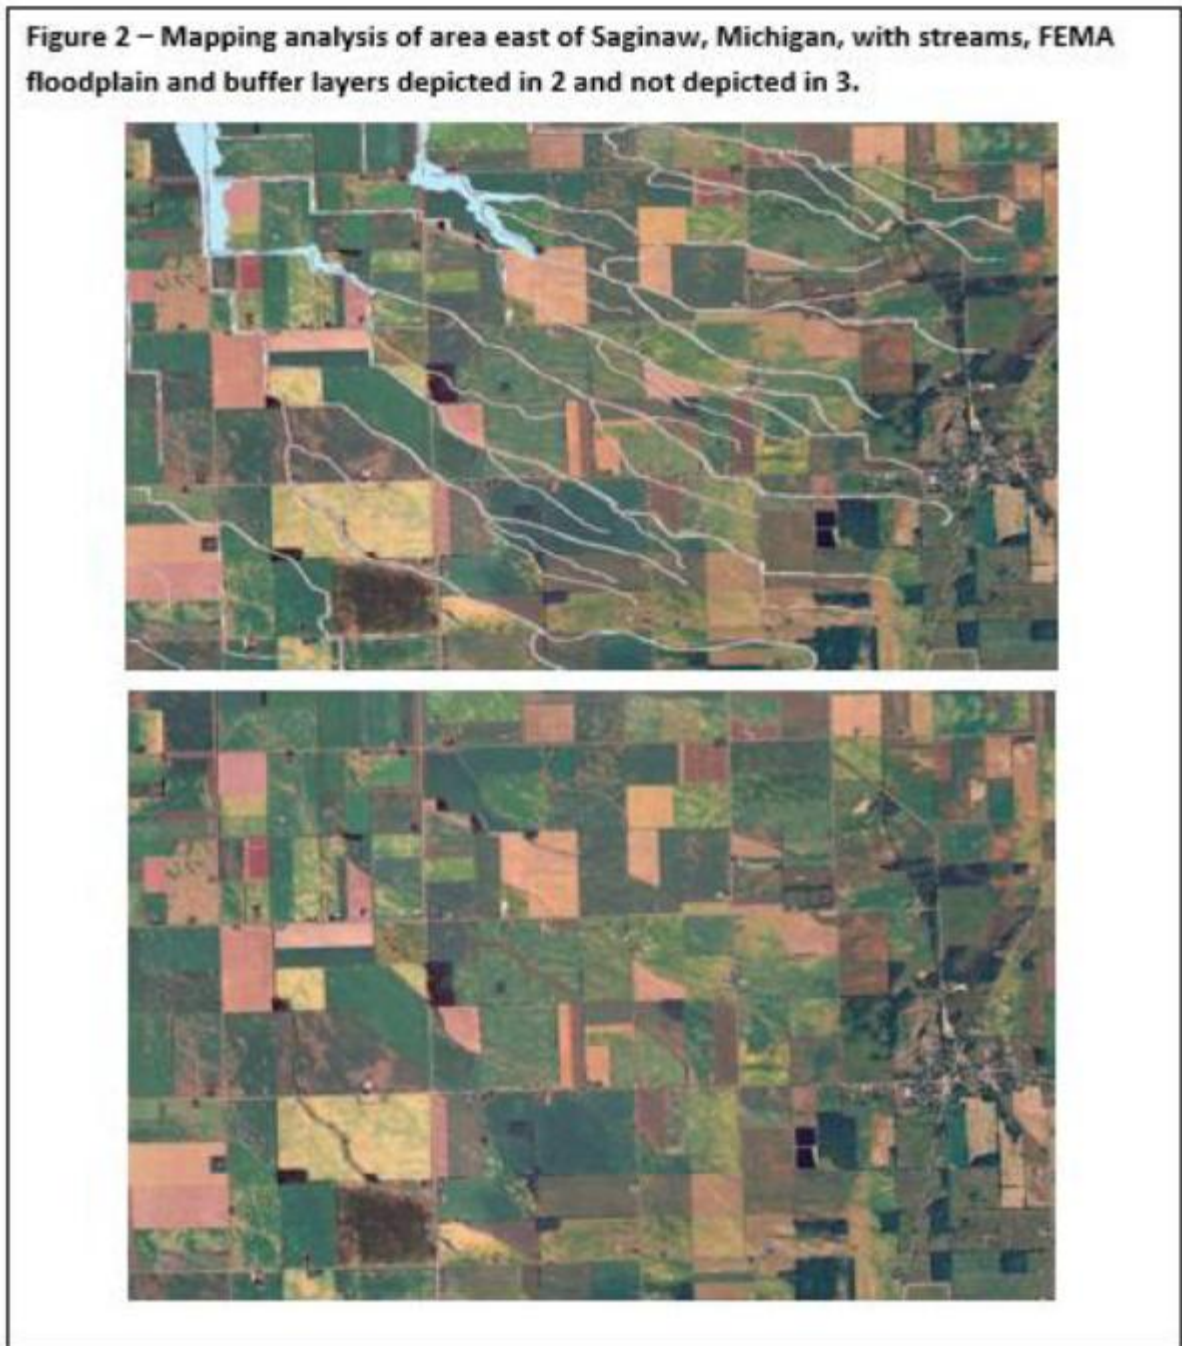 Figure 2 – Mapping analysis of area east of Saginaw, Michigan, with streams, FEMA
floodplain and buffer layers depicted in 2 and not depicted in 3.